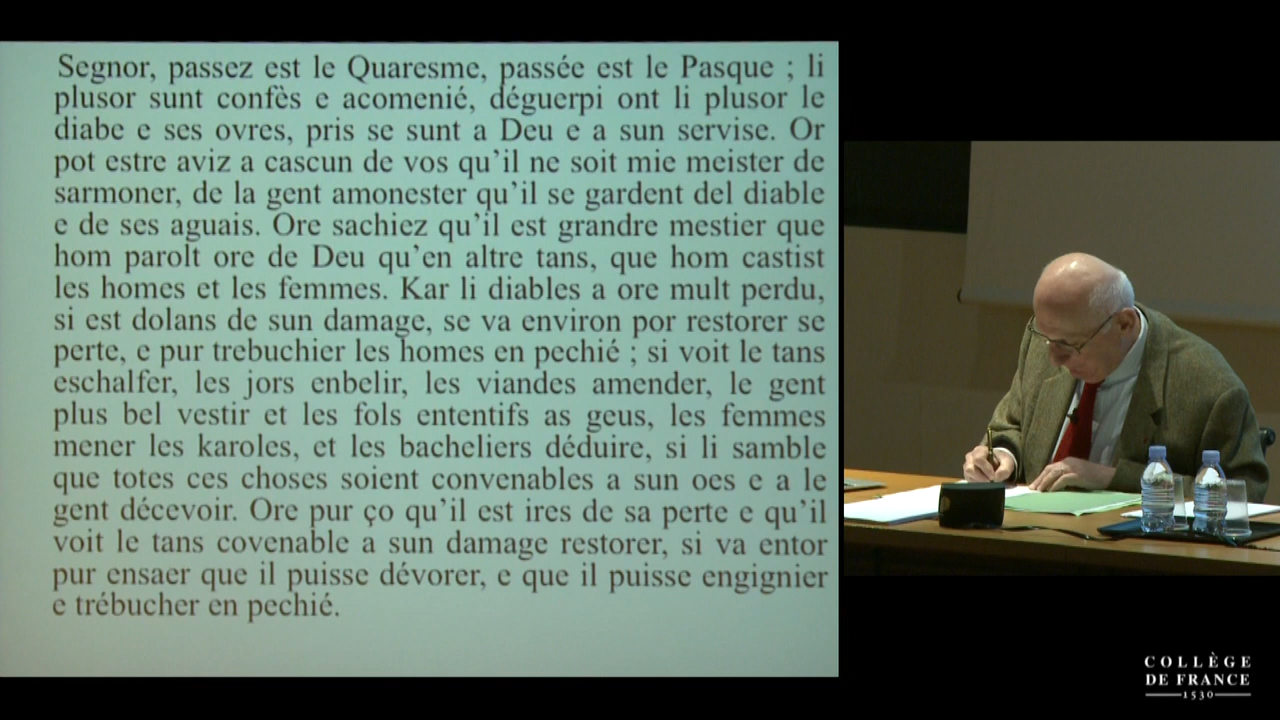 Segnor, passez est le Quaresme, passée est le Pasque ; li
plusor sunt confès e acomenié, déguerpi ont li plusor le
diabe e ses ovres, pris se sunt a Deu e a sun servise. Or
pot estre aviz a cascun de vos qu'il ne soit mie meister de
sarmoner, de la gent amonester qu'il se gardent del diable
e de ses aguais. Ore sachiez qu'il est grandre mestier que
hom parolt ore de Deu qu'en altre tans, que hom castist
les homes et les femmes. Kar li diables a ore mult perdu,
si est dolans de sun damage, se va environ por restorer se
perte, e pur trebuchier les homes en pechié ; si voit le tans
eschalfer, les jors enbelir, les viandes amender, le gent
plus bel vestir et les fols ententifs as geus, les femmes
mener les karoles, et les bacheliers déduire, si li samble
que totes ces choses soient convenables a sun oes e a le
gent décevoir. Ore pur ço qu'il est ires de sa perte e qu'il
voit le tans covenable a sun damage restorer, si va entor
pur ensaer que il puisse dévorer, e que il puisse engignier
e trébucher en pechié.
COLLÈGE
DE FRANCE
1530